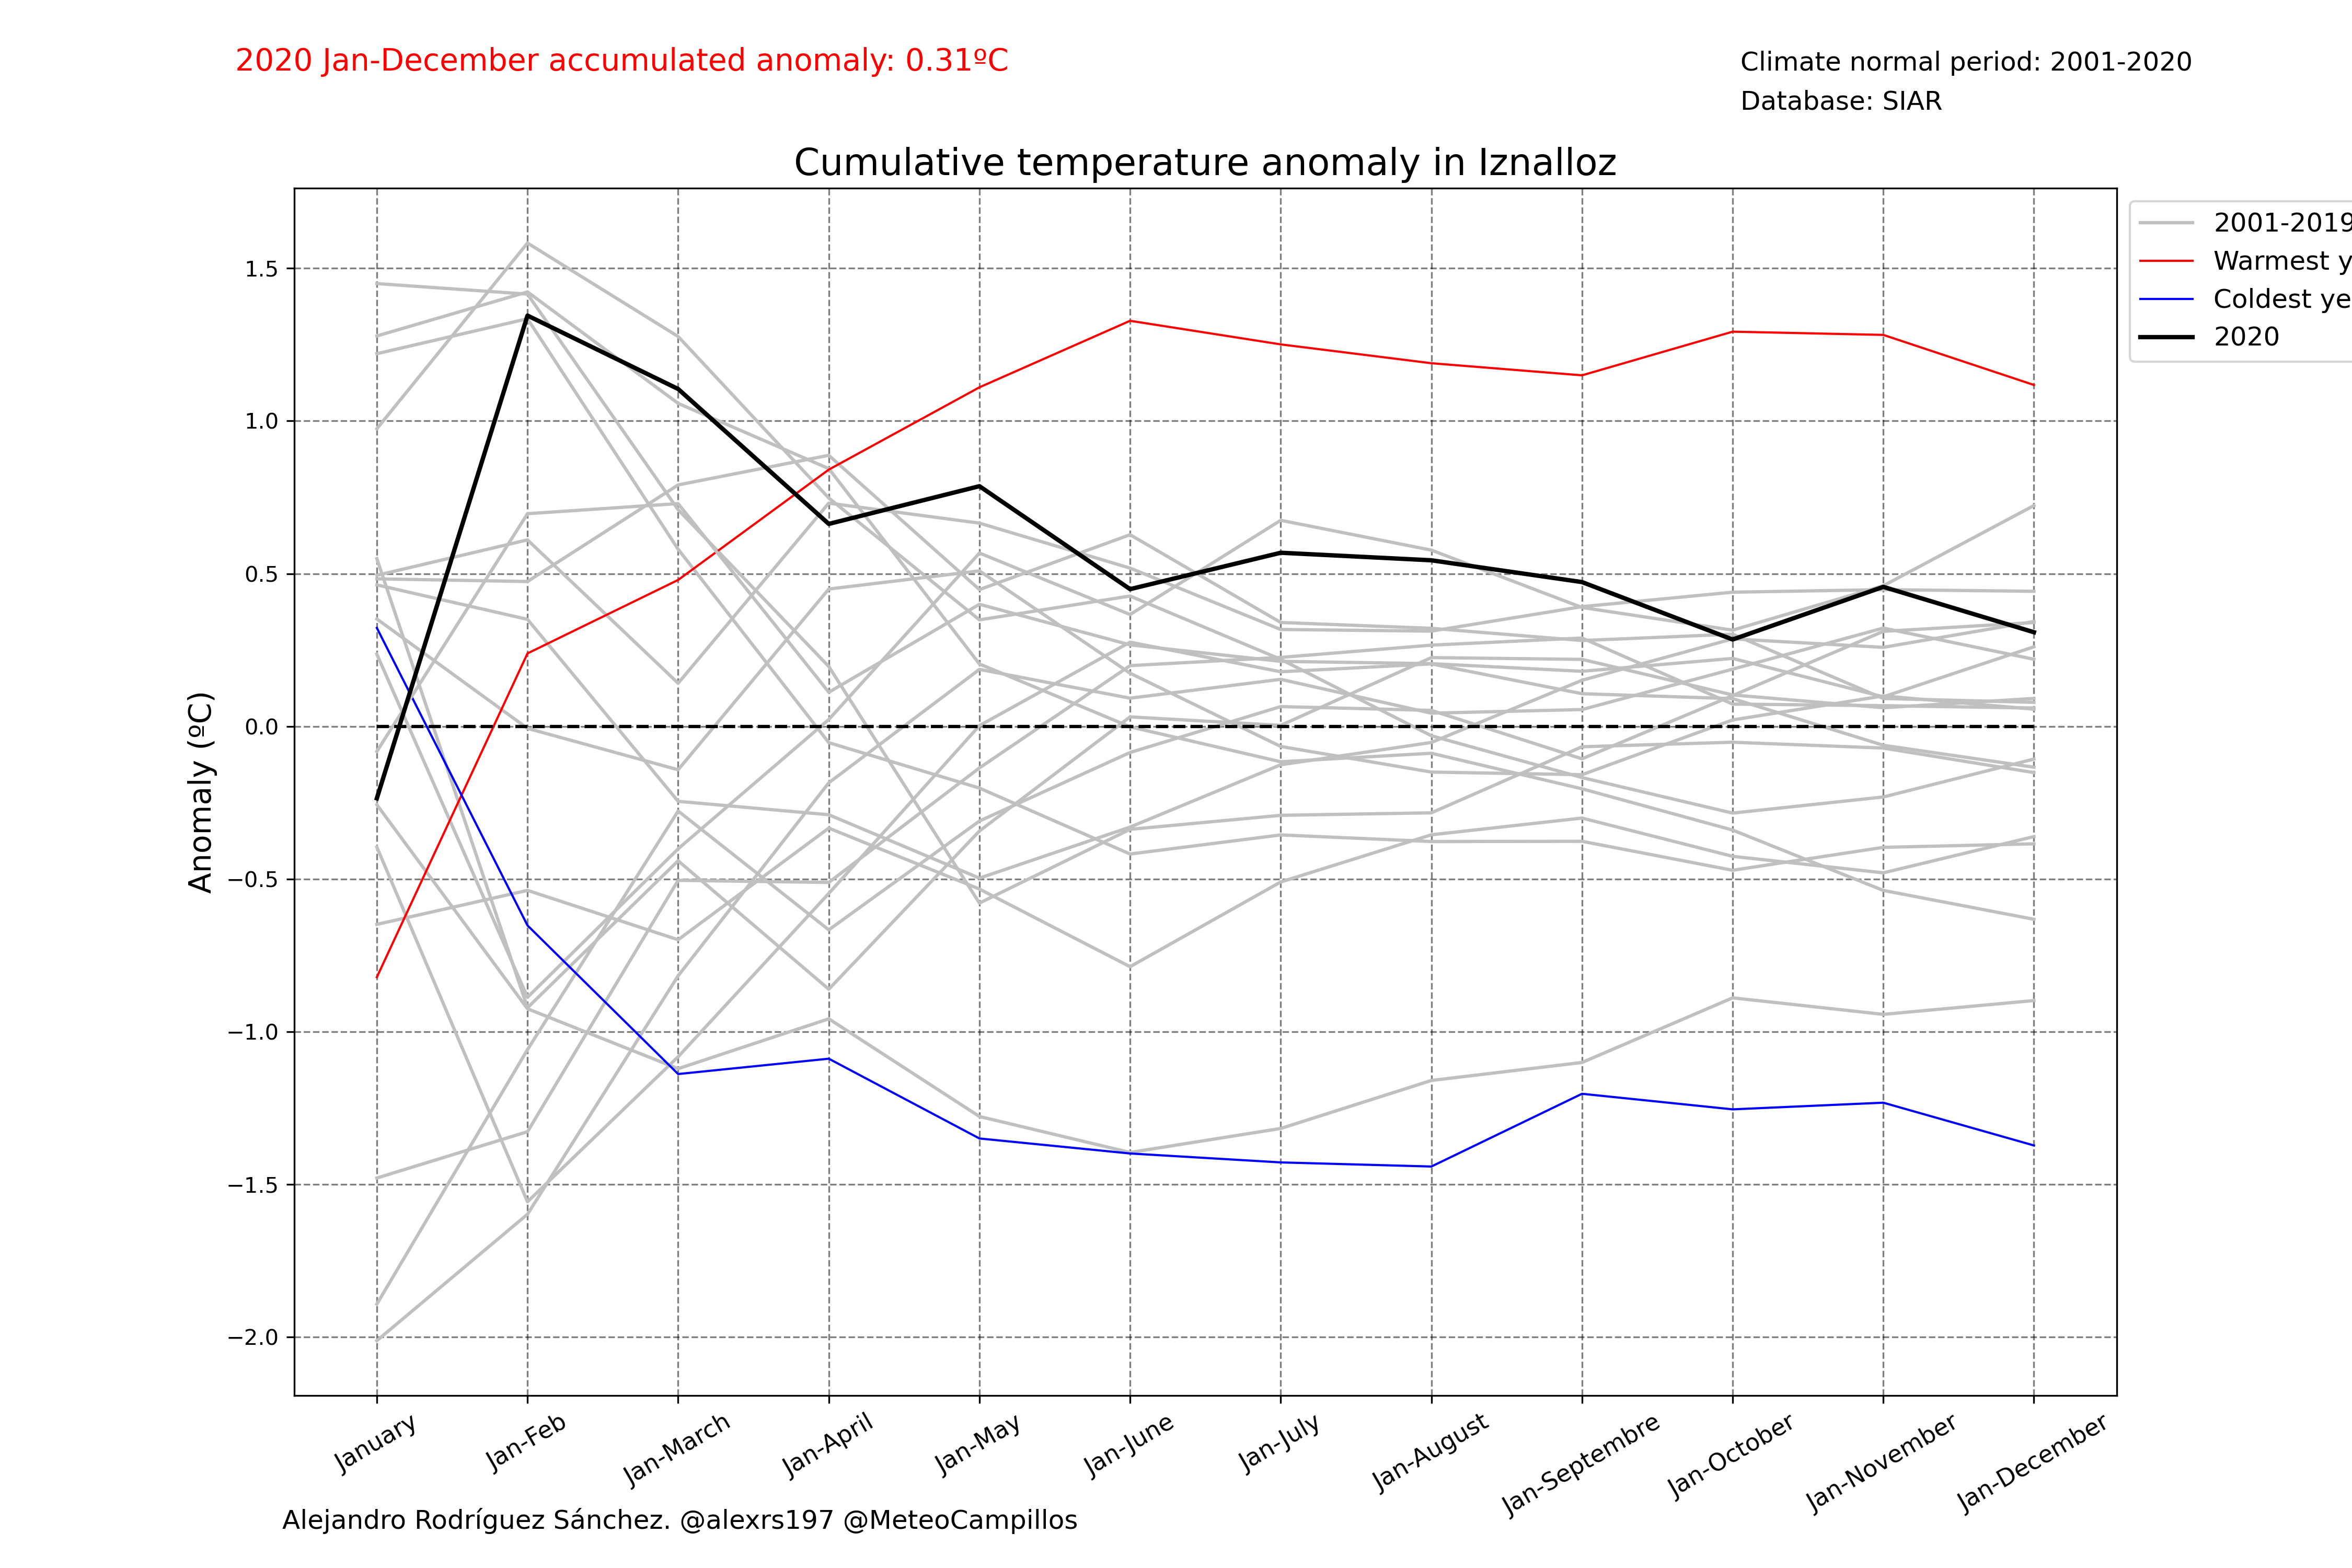 2020 Jan-December accumulated anomaly: 0.31ºC
Climate normal period: 2001-2020
Database: SIAR
Cumulative temperature anomaly in Iznalloz
2001-2019
Warmest y
Coldest ye
2020
1.5
1.0
0.5
0.0
−0.5
−1.0
−1.5
−2.0
Anomaly (ºC)
January
Jan-Feb
Jan-March
Jan-April
Jan-May
Jan-June
Jan-July
Jan-August
Jan-Septembre
Jan-October
Jan-November
Jan-December
Alejandro Rodríguez Sánchez. @alexrs197 @MeteoCampillos